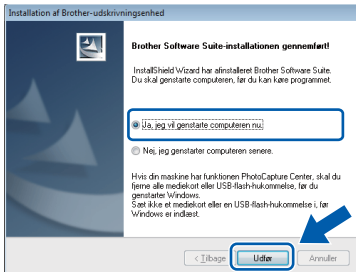 Installation af Brother-udskrivningsenhed
Brother Software Suite-installationen gennemført!
InstallShield Wizard har afinstalleret Brother Software Suite.
Du skal genstarte computeren, før du kan køre programmet.
Ja, jeg vil genstarte computeren nu.
Nej, jeg genstarter computeren senere.
Hvis din maskine har funktionen PhotoCapture Center, skal du
fjerne alle mediekort eller USB-flash-hukommelse, før du
genstarter Windows.
Sæt ikke et mediekort eller en USB-flash-hukommelse i, før
Windows er indlæst.
< Tilbage
Udfør
Annuller